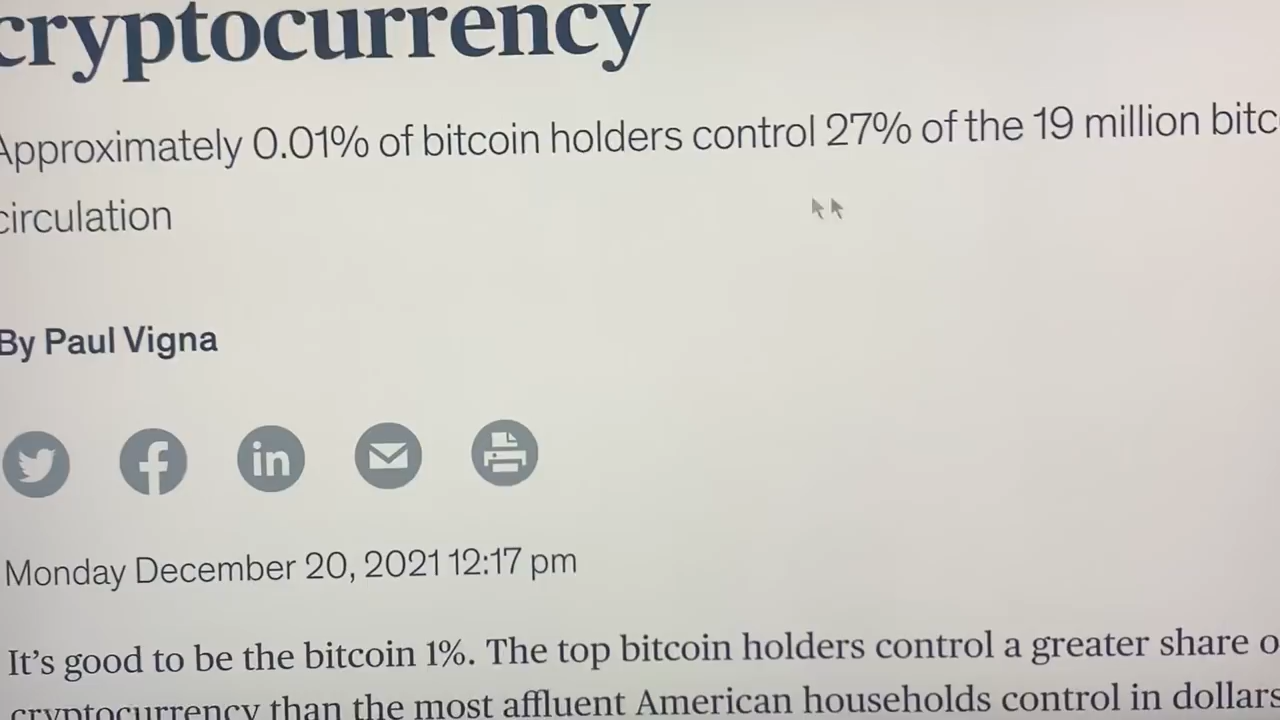 cryptocurrency
Approximately 0.01% of bitcoin holders control 27% of the 19 million bitc
circulation
By Paul Vigna
in
Monday December 20, 2021 12:17 pm
It's good to be the bitcoin 1%. The top bitcoin holders control a greater share o
cryptocurrency than the most affluent American households control in dollars